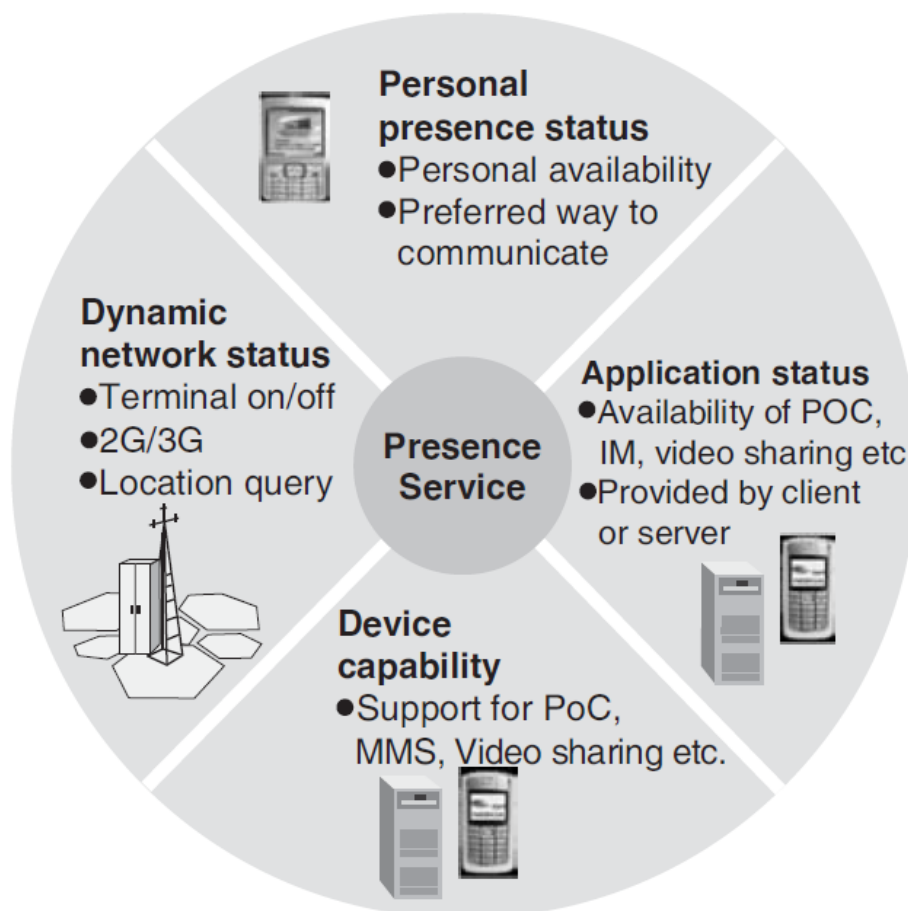 Personal
presence status
●Personal availability
●Preferred way to
communicate
Dynamic
network status
●Terminal on/off
●2G/3G
●Location query
Presence
Service
Application status
●Availability of POC,
IM, video sharing etc
●Provided by client
or server
Device
capability
●Support for PoC,
MMS, Video sharing etc.